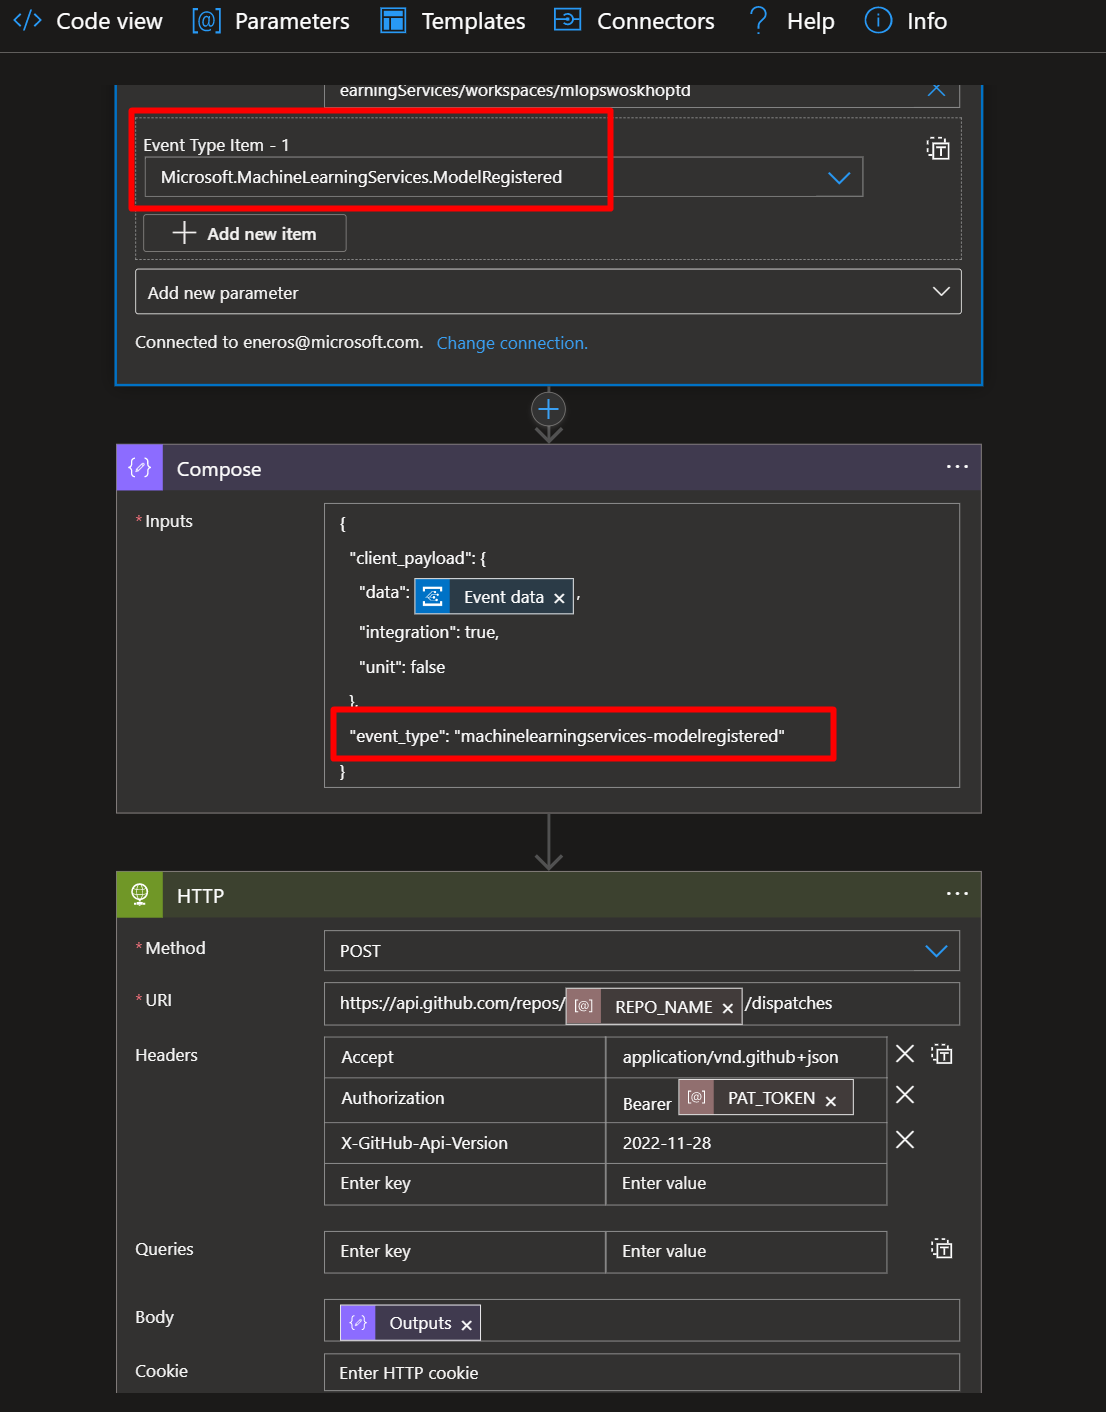 </> Code view [@] Parameters Templates Connectors ? Help Info
earningServices/workspaces/mlopswoskhoptd
Event Type Item - 1
Microsoft.MachineLearningServices.ModelRegistered
Add new item
Add new parameter
Connected to eneros@microsoft.com. Change connection.
Compose ...
* Inputs
{
"client_payload": {
"data": Event data × ,
"integration": true,
"unit": false
},
"event_type": "machinelearningservices-modelregistered"
}
HTTP ...
* Method POST
* URI https://api.github.com/repos/ [@] REPO_NAME × /dispatches
Headers Accept application/vnd.github+json
Authorization Bearer [@] PAT_TOKEN ×
X-GitHub-Api-Version 2022-11-28
Enter key Enter value
Queries Enter key Enter value
Body Outputs ×
Cookie Enter HTTP cookie